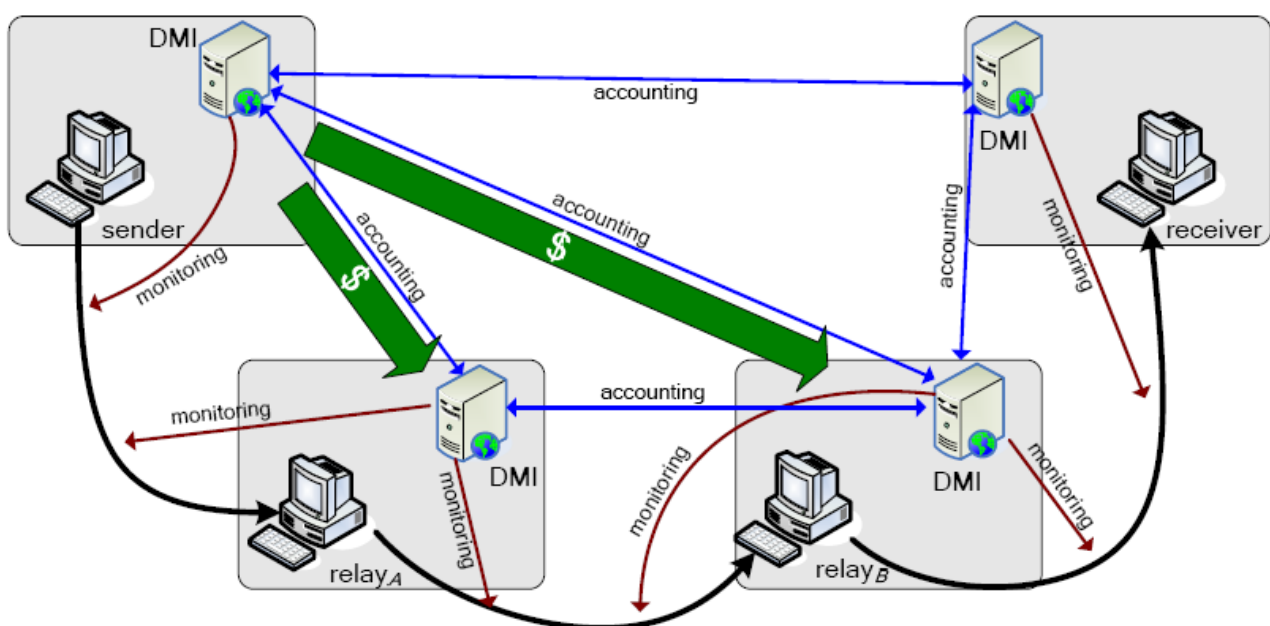 DMI
accounting
DMI
sender
receiver
monitoring
monitoring
accounting
accounting
accounting
$
$
monitoring
accounting
DMI
DMI
monitoring
monitoring
monitoring
relayA
relayB